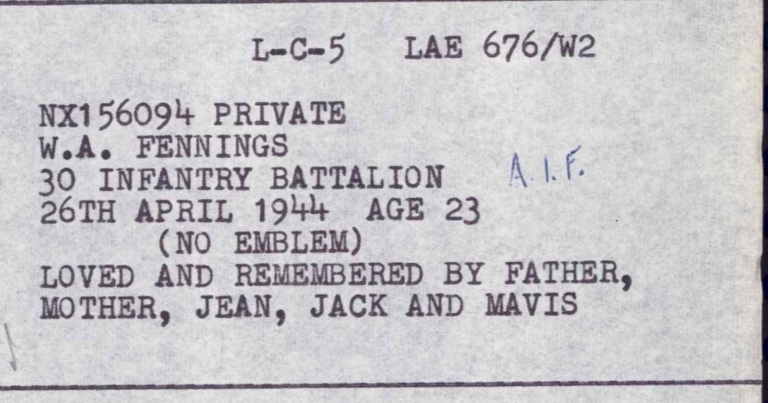 L-C-5 LAE 676/W2
NX156094 PRIVATE
W.A. FENNINGS
30 INFANTRY BATTALION A.I.F.
26TH APRIL 1944 AGE 23
(NO EMBLEM)
LOVED AND REMEMBERED BY FATHER,
MOTHER, JEAN, JACK AND MAVIS